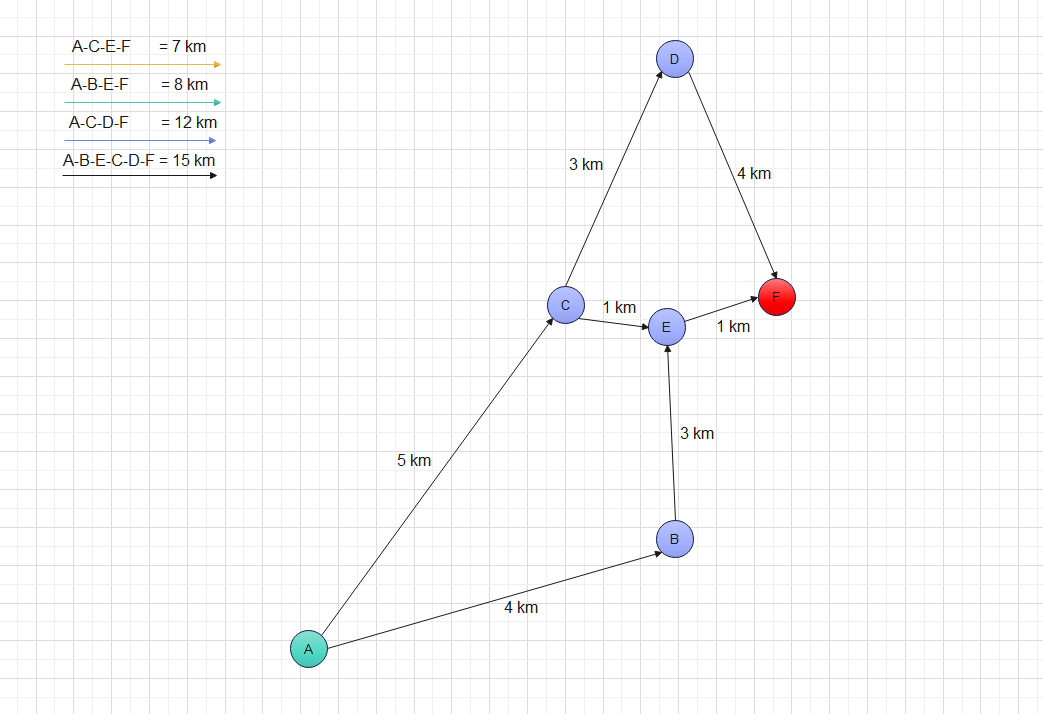 A-C-E-F = 7 km
A-B-E-F = 8 km
A-C-D-F = 12 km
A-B-E-C-D-F = 15 km
D
3 km
4 km
C
1 km
E
F
1 km
5 km
3 km
B
4 km
A